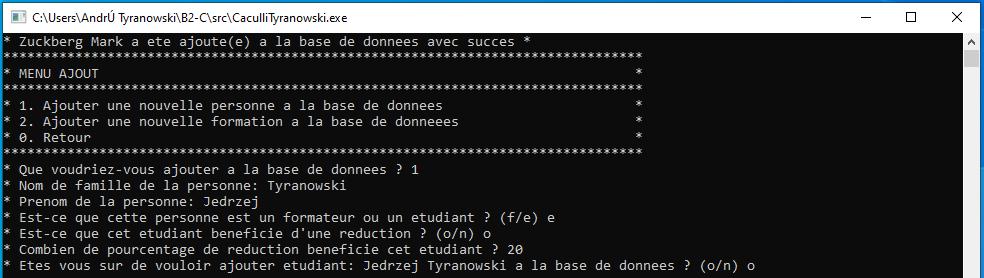 C:\Users\AndrÚ Tyranowski\B2-C\src\CaculliTyranowski.exe
* Zuckberg Mark a ete ajoute(e) a la base de donnees avec succes *
********************************************************************************
* MENU AJOUT *
********************************************************************************
* 1. Ajouter une nouvelle personne a la base de donnees *
* 2. Ajouter une nouvelle formation a la base de donneees *
* 0. Retour *
********************************************************************************
* Que voudriez-vous ajouter a la base de donnees ? 1
* Nom de famille de la personne: Tyranowski
* Prenom de la personne: Jedrzej
* Est-ce que cette personne est un formateur ou un etudiant ? (f/e) e
* Est-ce que cet etudiant beneficie d'une reduction ? (o/n) o
* Combien de pourcentage de reduction beneficie cet etudiant ? 20
* Etes vous sur de vouloir ajouter etudiant: Jedrzej Tyranowski a la base de donnees ? (o/n) o